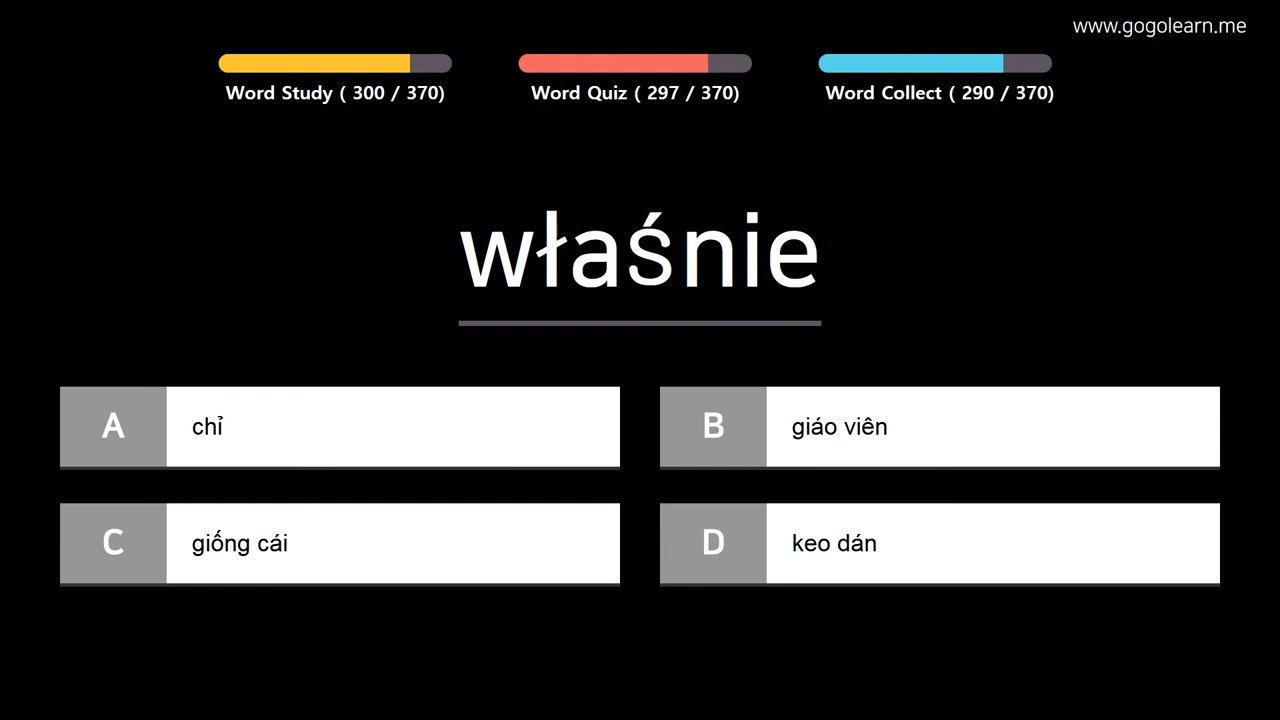 www.gogolearn.me
Word Study ( 300 / 370)
Word Quiz ( 297 / 370)
Word Collect ( 290 / 370)
właśnie
A
chỉ
B
giáo viên
C
giống cái
D
keo dán